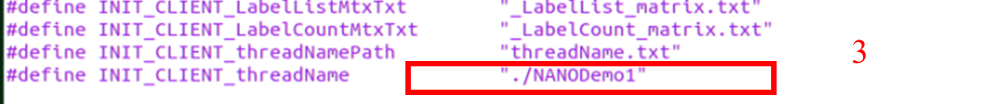 #define INIT_CLIENT_LabelListMtxTxt "_LabelList_matrix.txt"
#define INIT_CLIENT_LabelCountMtxTxt "_LabelCount_matrix.txt"
#define INIT_CLIENT_threadNamePath "threadName.txt"
#define INIT_CLIENT_threadName "./NANODemo1"
3